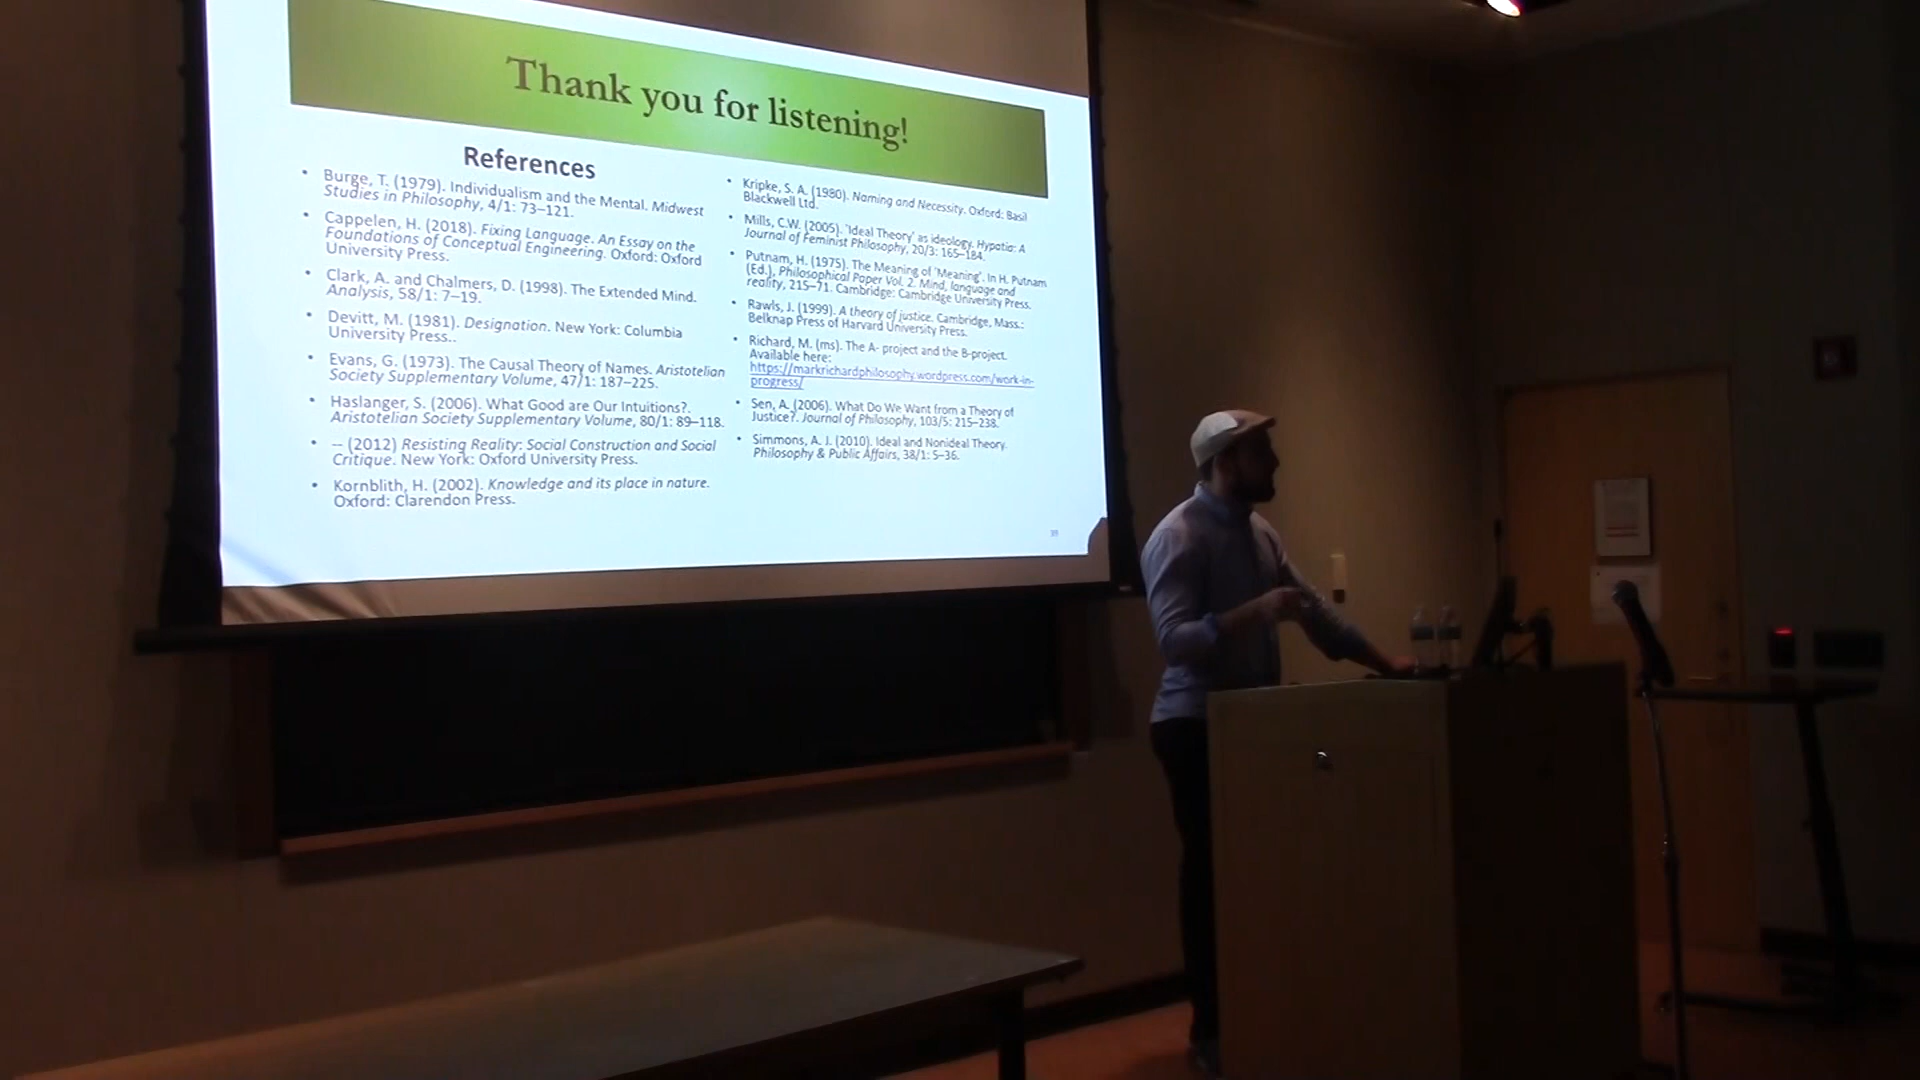 Thank you for listening!
References
• Burge, T. (1979). Individualism and the Mental. Midwest
Studies in Philosophy, 4/1: 73–121.
• Cappelen, H. (2018). Fixing Language. An Essay on the
Foundations of Conceptual Engineering. Oxford: Oxford
University Press.
• Clark, A. and Chalmers, D. (1998). The Extended Mind.
Analysis, 58/1: 7–19.
• Devitt, M. (1981). Designation. New York: Columbia
University Press..
• Evans, G. (1973). The Causal Theory of Names. Aristotelian
Society Supplementary Volume, 47/1: 187–225.
• Haslanger, S. (2006). What Good are Our Intuitions?.
Aristotelian Society Supplementary Volume, 80/1: 89–118.
• -- (2012) Resisting Reality: Social Construction and Social
Critique. New York: Oxford University Press.
• Kornblith, H. (2002). Knowledge and its place in nature.
Oxford: Clarendon Press.
• Kripke, S. A. (1980). Naming and Necessity. Oxford: Basil
Blackwell Ltd.
• Mills, C.W. (2005). 'Ideal Theory' as ideology. Hypatia: A
Journal of Feminist Philosophy, 20/3: 165–184.
• Putnam, H. (1975). The Meaning of 'Meaning'. In H. Putnam
(Ed.), Philosophical Paper Vol. 2. Mind, language and
reality, 215–71. Cambridge: Cambridge University Press.
• Rawls, J. (1999). A theory of justice. Cambridge, Mass.:
Belknap Press of Harvard University Press.
• Richard, M. (ms). The A- project and the B-project.
Available here:
https://markrichardphilosophy.wordpress.com/work-in-
progress/
• Sen, A. (2006). What Do We Want from a Theory of
Justice?. Journal of Philosophy, 103/5: 215–238.
• Simmons, A. J. (2010). Ideal and Nonideal Theory.
Philosophy & Public Affairs, 38/1: 5–36.